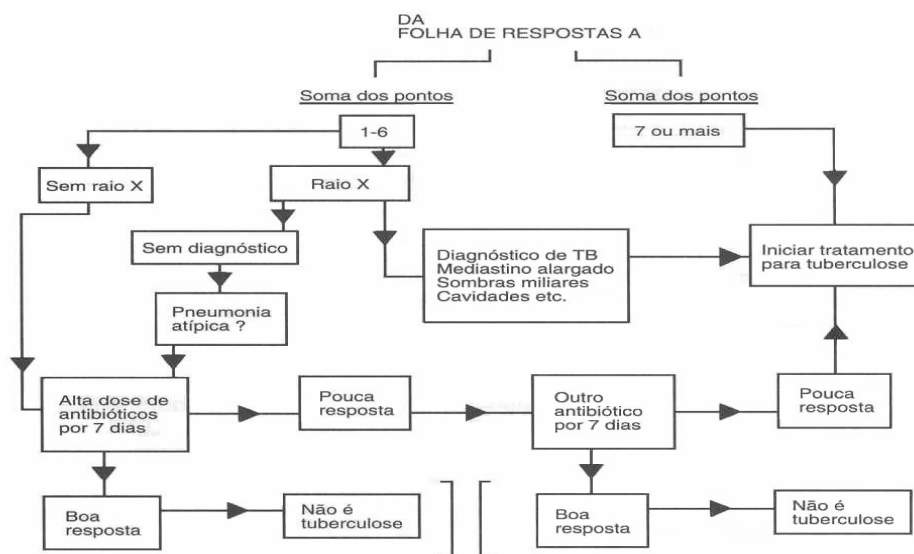 DA
FOLHA DE RESPOSTAS A
Soma dos pontos
Soma dos pontos
1-6
7 ou mais
Sem raio X
Raio X
Sem diagnóstico
Diagnóstico de TB
Mediastino alargado
Sombras miliares
Cavidades etc.
Iniciar tratamento
para tuberculose
Pneumonia
atípica ?
Alta dose de
antibióticos
por 7 dias
Pouca
resposta
Outro
antibiótico
por 7 dias
Pouca
resposta
Boa
resposta
Não é
tuberculose
Boa
resposta
Não é
tuberculose